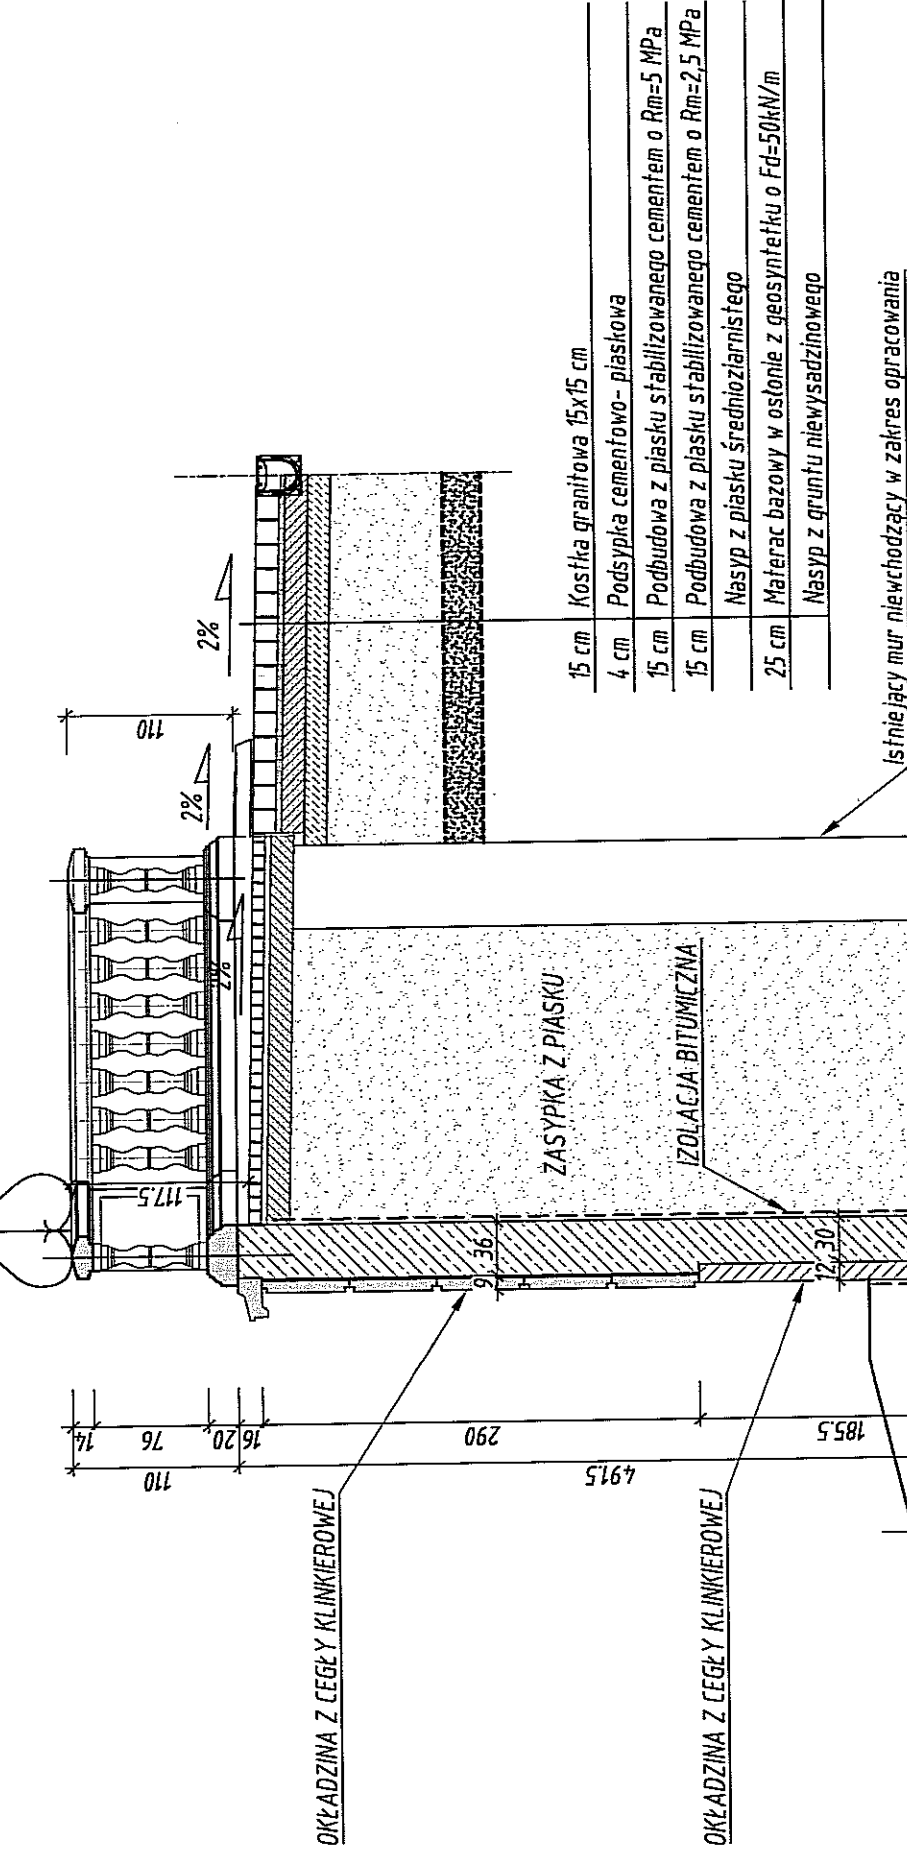 110
14
76
20
16
290
185.5
110
491.5
117.5
110
2%
2%
2%
9
36
12
30
OKŁADZINA Z CEGŁY KLINKIEROWEJ
OKŁADZINA Z CEGŁY KLINKIEROWEJ
ZASYPKA Z PIASKU
IZOLACJA BITUMICZNA
15 cm Kostka granitowa 15x15 cm
4 cm Podsypka cementowo- piaskowa
15 cm Podbudowa z piasku stabilizowanego cementem o Rm=5 MPa
15 cm Podbudowa z piasku stabilizowanego cementem o Rm=2,5 MPa
Nasyp z piasku średnioziarnistego
25 cm Materac bazowy w osłonie z geosyntetku o Fd=50kN/m
Nasyp z gruntu niewysadzinowego
Istniejący mur niewchodzący w zakres opracowania